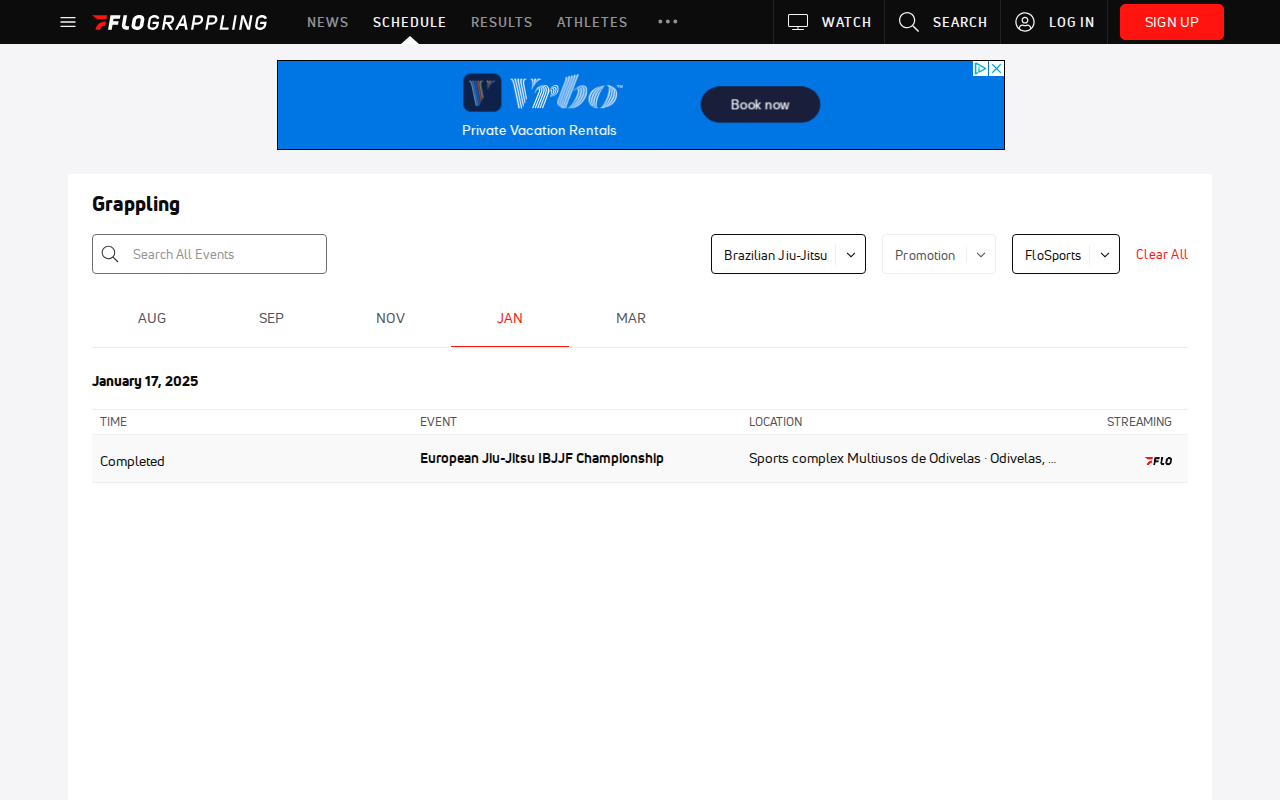 FLOGRAPPLING NEWS SCHEDULE RESULTS ATHLETES WATCH SEARCH LOG IN SIGN UP
Vrbo™
Private Vacation Rentals
Book now
Grappling
Search All Events
Brazilian Jiu-Jitsu
Promotion
FloSports
Clear All
AUG SEP NOV JAN MAR
January 17, 2025
TIME EVENT LOCATION STREAMING
Completed European Jiu-Jitsu IBJJF Championship Sports complex Multiusos de Odivelas · Odivelas, ... FLO